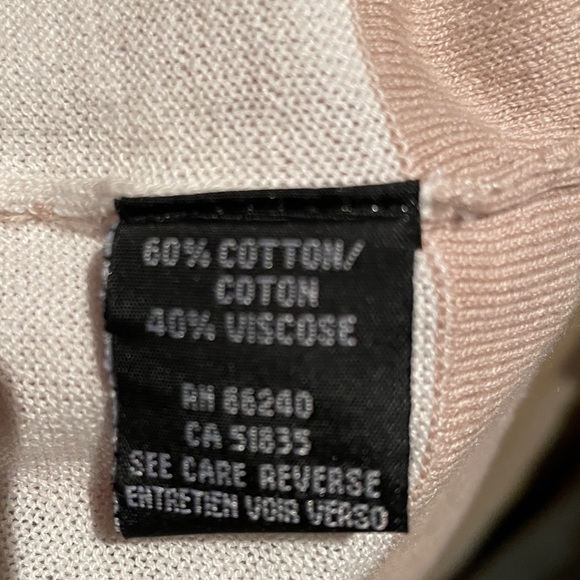 60% COTTON/
COTON
40% VISCOSE
RN 66240
CA 51835
SEE CARE REVERSE
ENTRETIEN VOIR VERSO